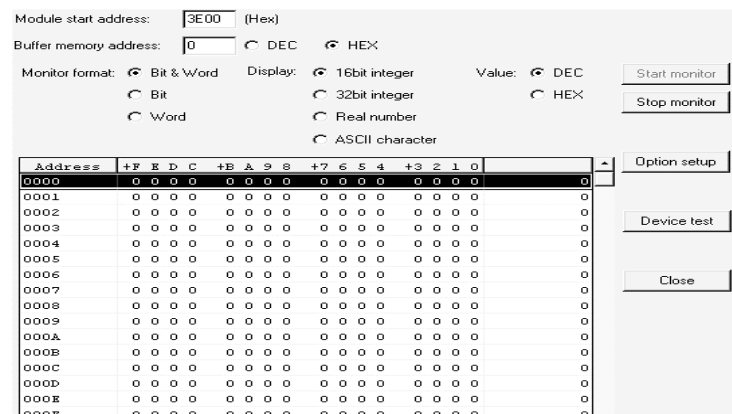 Module start address: 3E00 (Hex)
Buffer memory address: 0 DEC HEX
Monitor format: Bit & Word Display: 16bit integer Value: DEC Start monitor
Bit 32bit integer HEX Stop monitor
Word Real number
ASCII character
Address +F E D C +B A 9 8 +7 6 5 4 +3 2 1 0 Option setup
0000 0 0 0 0 0 0 0 0 0 0 0 0 0 0 0 0 0
0001 0 0 0 0 0 0 0 0 0 0 0 0 0 0 0 0 0
0002 0 0 0 0 0 0 0 0 0 0 0 0 0 0 0 0 0
0003 0 0 0 0 0 0 0 0 0 0 0 0 0 0 0 0 0 Device test
0004 0 0 0 0 0 0 0 0 0 0 0 0 0 0 0 0 0
0005 0 0 0 0 0 0 0 0 0 0 0 0 0 0 0 0 0
0006 0 0 0 0 0 0 0 0 0 0 0 0 0 0 0 0 0 Close
0007 0 0 0 0 0 0 0 0 0 0 0 0 0 0 0 0 0
0008 0 0 0 0 0 0 0 0 0 0 0 0 0 0 0 0 0
0009 0 0 0 0 0 0 0 0 0 0 0 0 0 0 0 0 0
000A 0 0 0 0 0 0 0 0 0 0 0 0 0 0 0 0 0
000B 0 0 0 0 0 0 0 0 0 0 0 0 0 0 0 0 0
000C 0 0 0 0 0 0 0 0 0 0 0 0 0 0 0 0 0
000D 0 0 0 0 0 0 0 0 0 0 0 0 0 0 0 0 0
000E 0 0 0 0 0 0 0 0 0 0 0 0 0 0 0 0 0